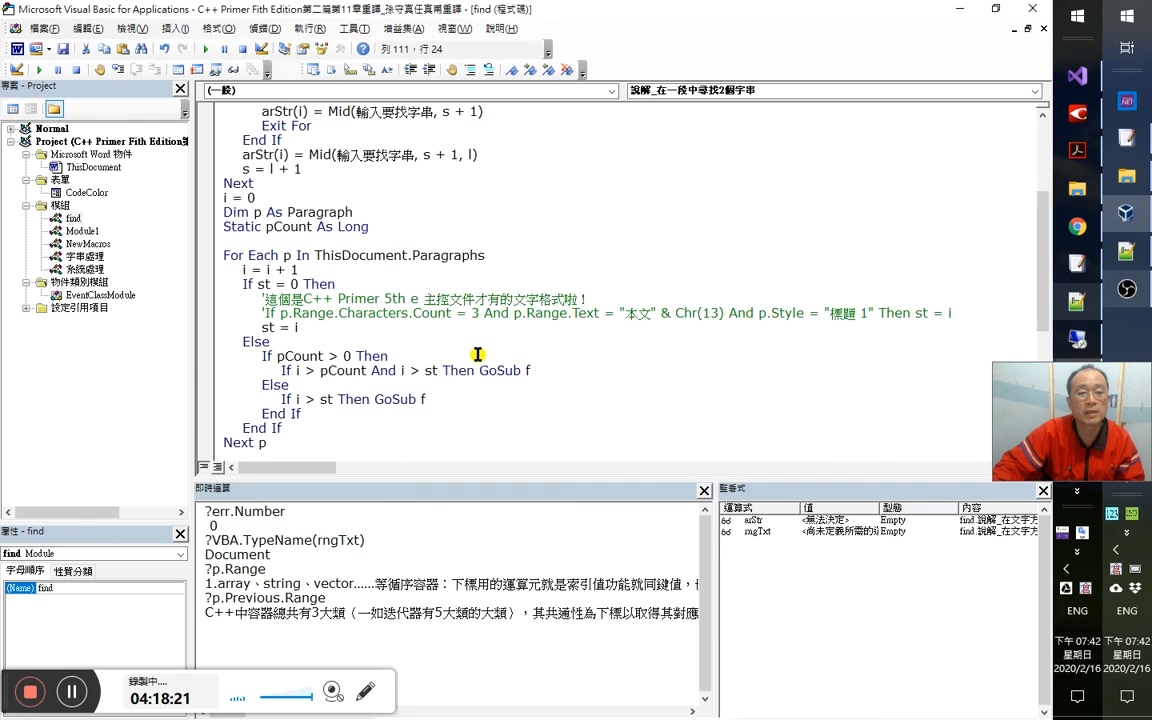 Microsoft Visual Basic for Applications - C++ Primer Fith Edition第二篇第11章重譯_孫守真任真甫重譯 - [find (程式碼)]
檔案(F) 編輯(E) 檢視(V) 插入(I) 格式(O) 偵錯(D) 執行(R) 工具(T) 增益集(A) 視窗(W) 說明(H)
列 111, 行 24
專案 - Project
Normal
Project (C++ Primer Fith Edition第
Microsoft Word 物件
ThisDocument
表單
CodeColor
模組
find
Module1
NewMacros
字串處理
系統處理
物件類別模組
EventClassModule
設定引用項目
屬性 - find
find Module
字母順序 性質分類
(Name) find
(一般) 說解_在一段中尋找2個字串
arStr(i) = Mid(輸入要找字串, s + 1)
Exit For
End If
arStr(i) = Mid(輸入要找字串, s + 1, l)
s = l + 1
Next
i = 0
Dim p As Paragraph
Static pCount As Long
For Each p In ThisDocument.Paragraphs
i = i + 1
If st = 0 Then
'這個是C++ Primer 5th e 主控文件才有的文字格式啦！
'If p.Range.Characters.Count = 3 And p.Range.Text = "本文" & Chr(13) And p.Style = "標題 1" Then st = i
st = i
Else
If pCount > 0 Then
If i > pCount And i > st Then GoSub f
Else
If i > st Then GoSub f
End If
End If
Next p
即時運算
?err.Number
0
?VBA.TypeName(rngTxt)
Document
?p.Range
1.array、string、vector……等循序容器：下標用的運算元就是索引值功能就同鍵值，
?p.Previous.Range
C++中容器總共有3大類（一如迭代器有5大類的大類），其共通性為下標以取得其對應
監看式
運算式 值 型態 內容
arStr <無法決定> Empty find.說解_在文字方
rngTxt <尚未定義所需的 Empty find.說解_在文字方
錄製中....
04:18:21
ENG ENG
下午 07:42 下午 07:42
星期日 星期日
2020/2/16 2020/2/16